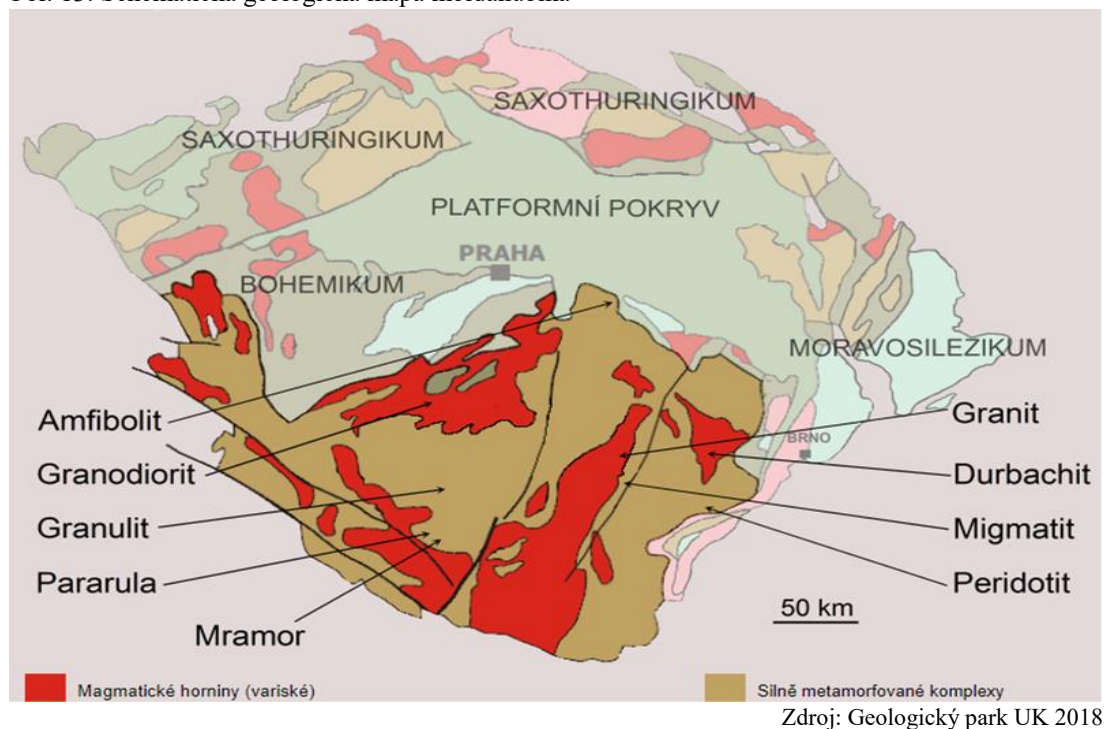 SAXOTHURINGIKUM
SAXOTHURINGIKUM
PLATFORMNÍ POKRYV
PRAHA
BOHEMIKUM
MORAVOSILEZIKUM
Amfibolit
Granit
BRNO
Granodiorit
Durbachit
Granulit
Migmatit
Pararula
Peridotit
Mramor
50 km
Magmatické horniny (variské)
Silně metamorfované komplexy
Zdroj: Geologický park UK 2018